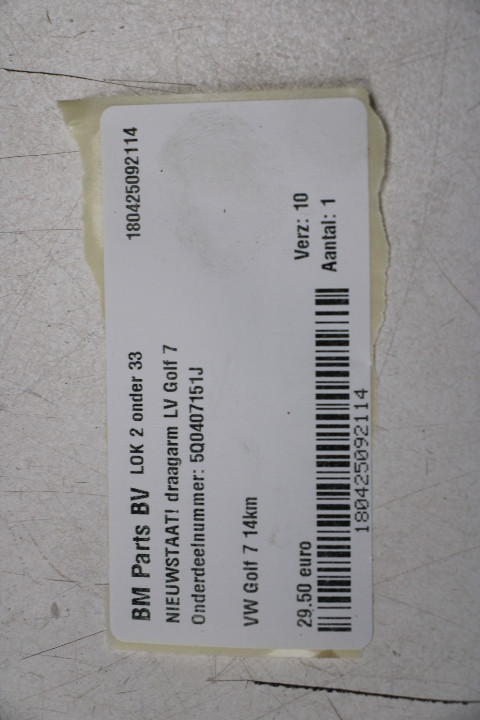 BM Parts BV LOK 2 onder 33 180425092114
NIEUWSTAAT! draagarm LV Golf 7
Onderdeelnummer: 5Q0407151J
VW Golf 7 14km
29.50 euro Verz: 10
Aantal: 1
180425092114